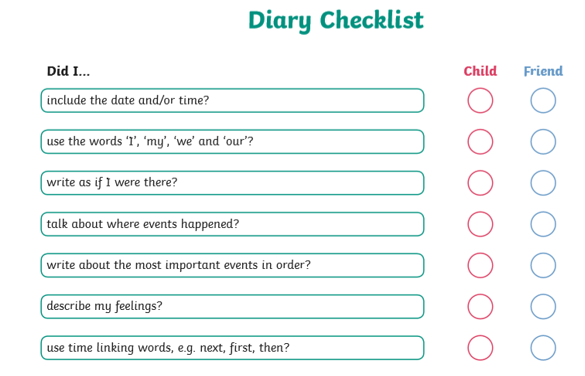 Diary Checklist
Did I... Child Friend
include the date and/or time?
use the words ‘I’, ‘my’, ‘we’ and ‘our’?
write as if I were there?
talk about where events happened?
write about the most important events in order?
describe my feelings?
use time linking words, e.g. next, first, then?